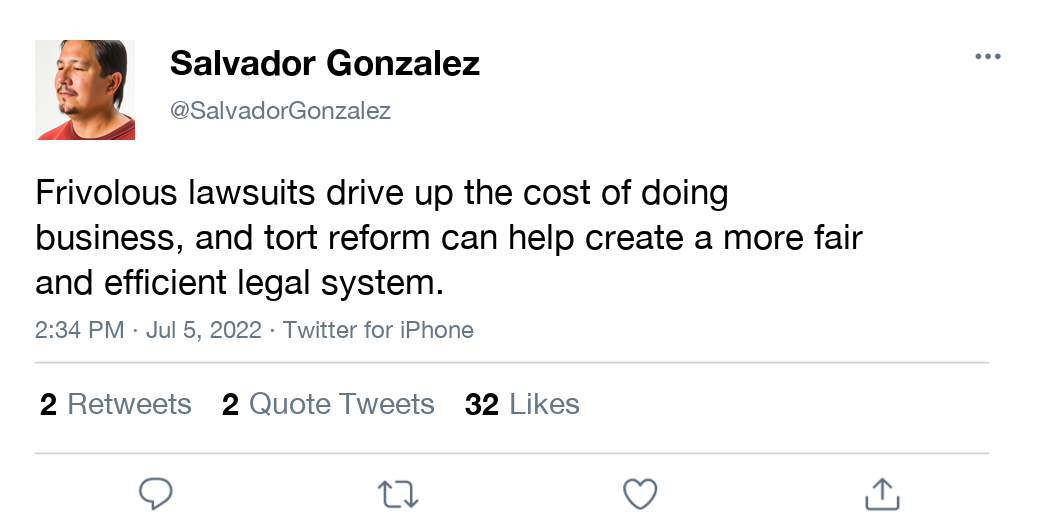 Salvador Gonzalez
@SalvadorGonzalez
Frivolous lawsuits drive up the cost of doing
business, and tort reform can help create a more fair
and efficient legal system.
2:34 PM · Jul 5, 2022 · Twitter for iPhone
2 Retweets 2 Quote Tweets 32 Likes